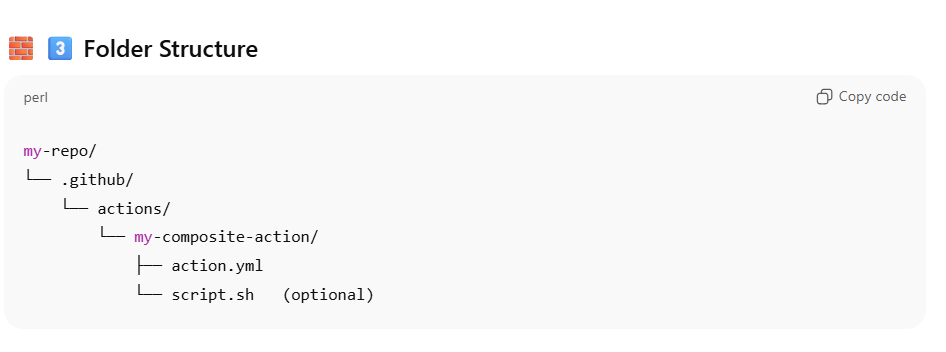 🧱 3️⃣ Folder Structure
perl
Copy code
my-repo/
└── .github/
    └── actions/
        └── my-composite-action/
            ├── action.yml
            └── script.sh   (optional)